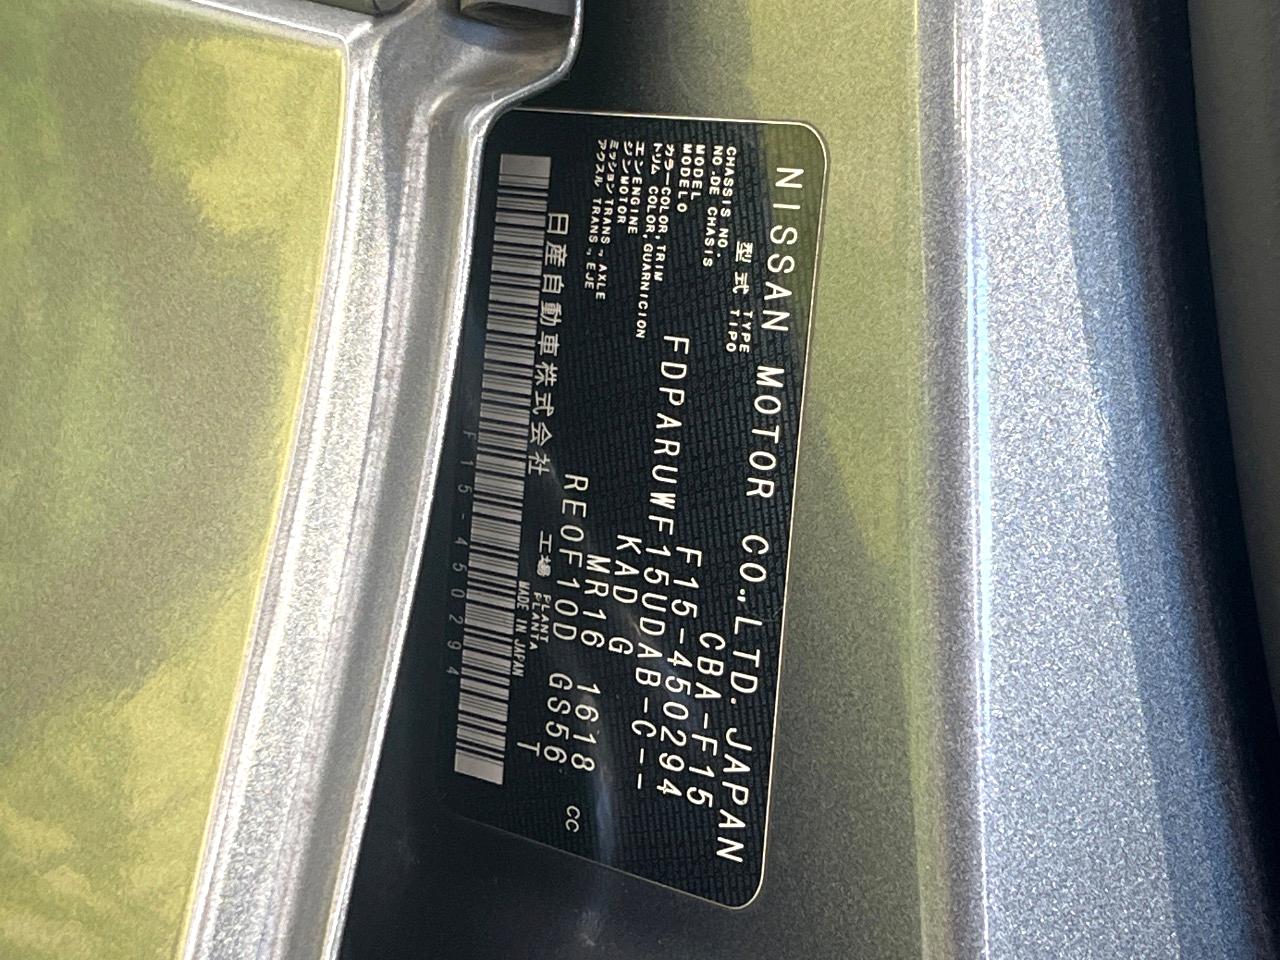 NISSAN MOTOR CO.,LTD. JAPAN
型式 TYPE TIPO CBA-F15
CHASSIS NO. NO.DE CHASIS F15-450294
MODEL MODELO FDPARUWF15UDAB-C--
カラー トリム COLOR,TRIM COLOR,GUARNICION KAD G
エンジン ENGINE MOTOR MR16 1618 CC
ミッション アクスル TRANS.,AXLE TRANS.,EJE RE0F10D GS56
工場 PLANT PLANTA T
日産自動車株式会社 MADE IN JAPAN
F15-450294